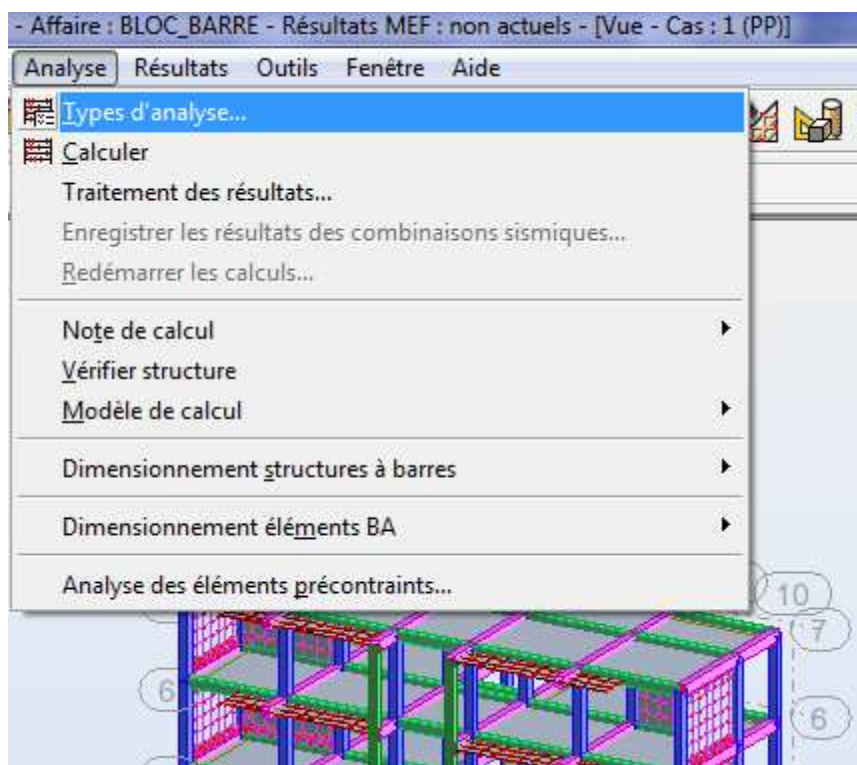 - Affaire : BLOC_BARRE - Résultats MEF : non actuels - [Vue - Cas : 1 (PP)]
Analyse Résultats Outils Fenêtre Aide
Types d'analyse...
Calculer
Traitement des résultats...
Enregistrer les résultats des combinaisons sismiques...
Redémarrer les calculs...
Note de calcul
Vérifier structure
Modèle de calcul
Dimensionnement structures à barres
Dimensionnement éléments BA
Analyse des éléments précontraints...
10
7
6
6